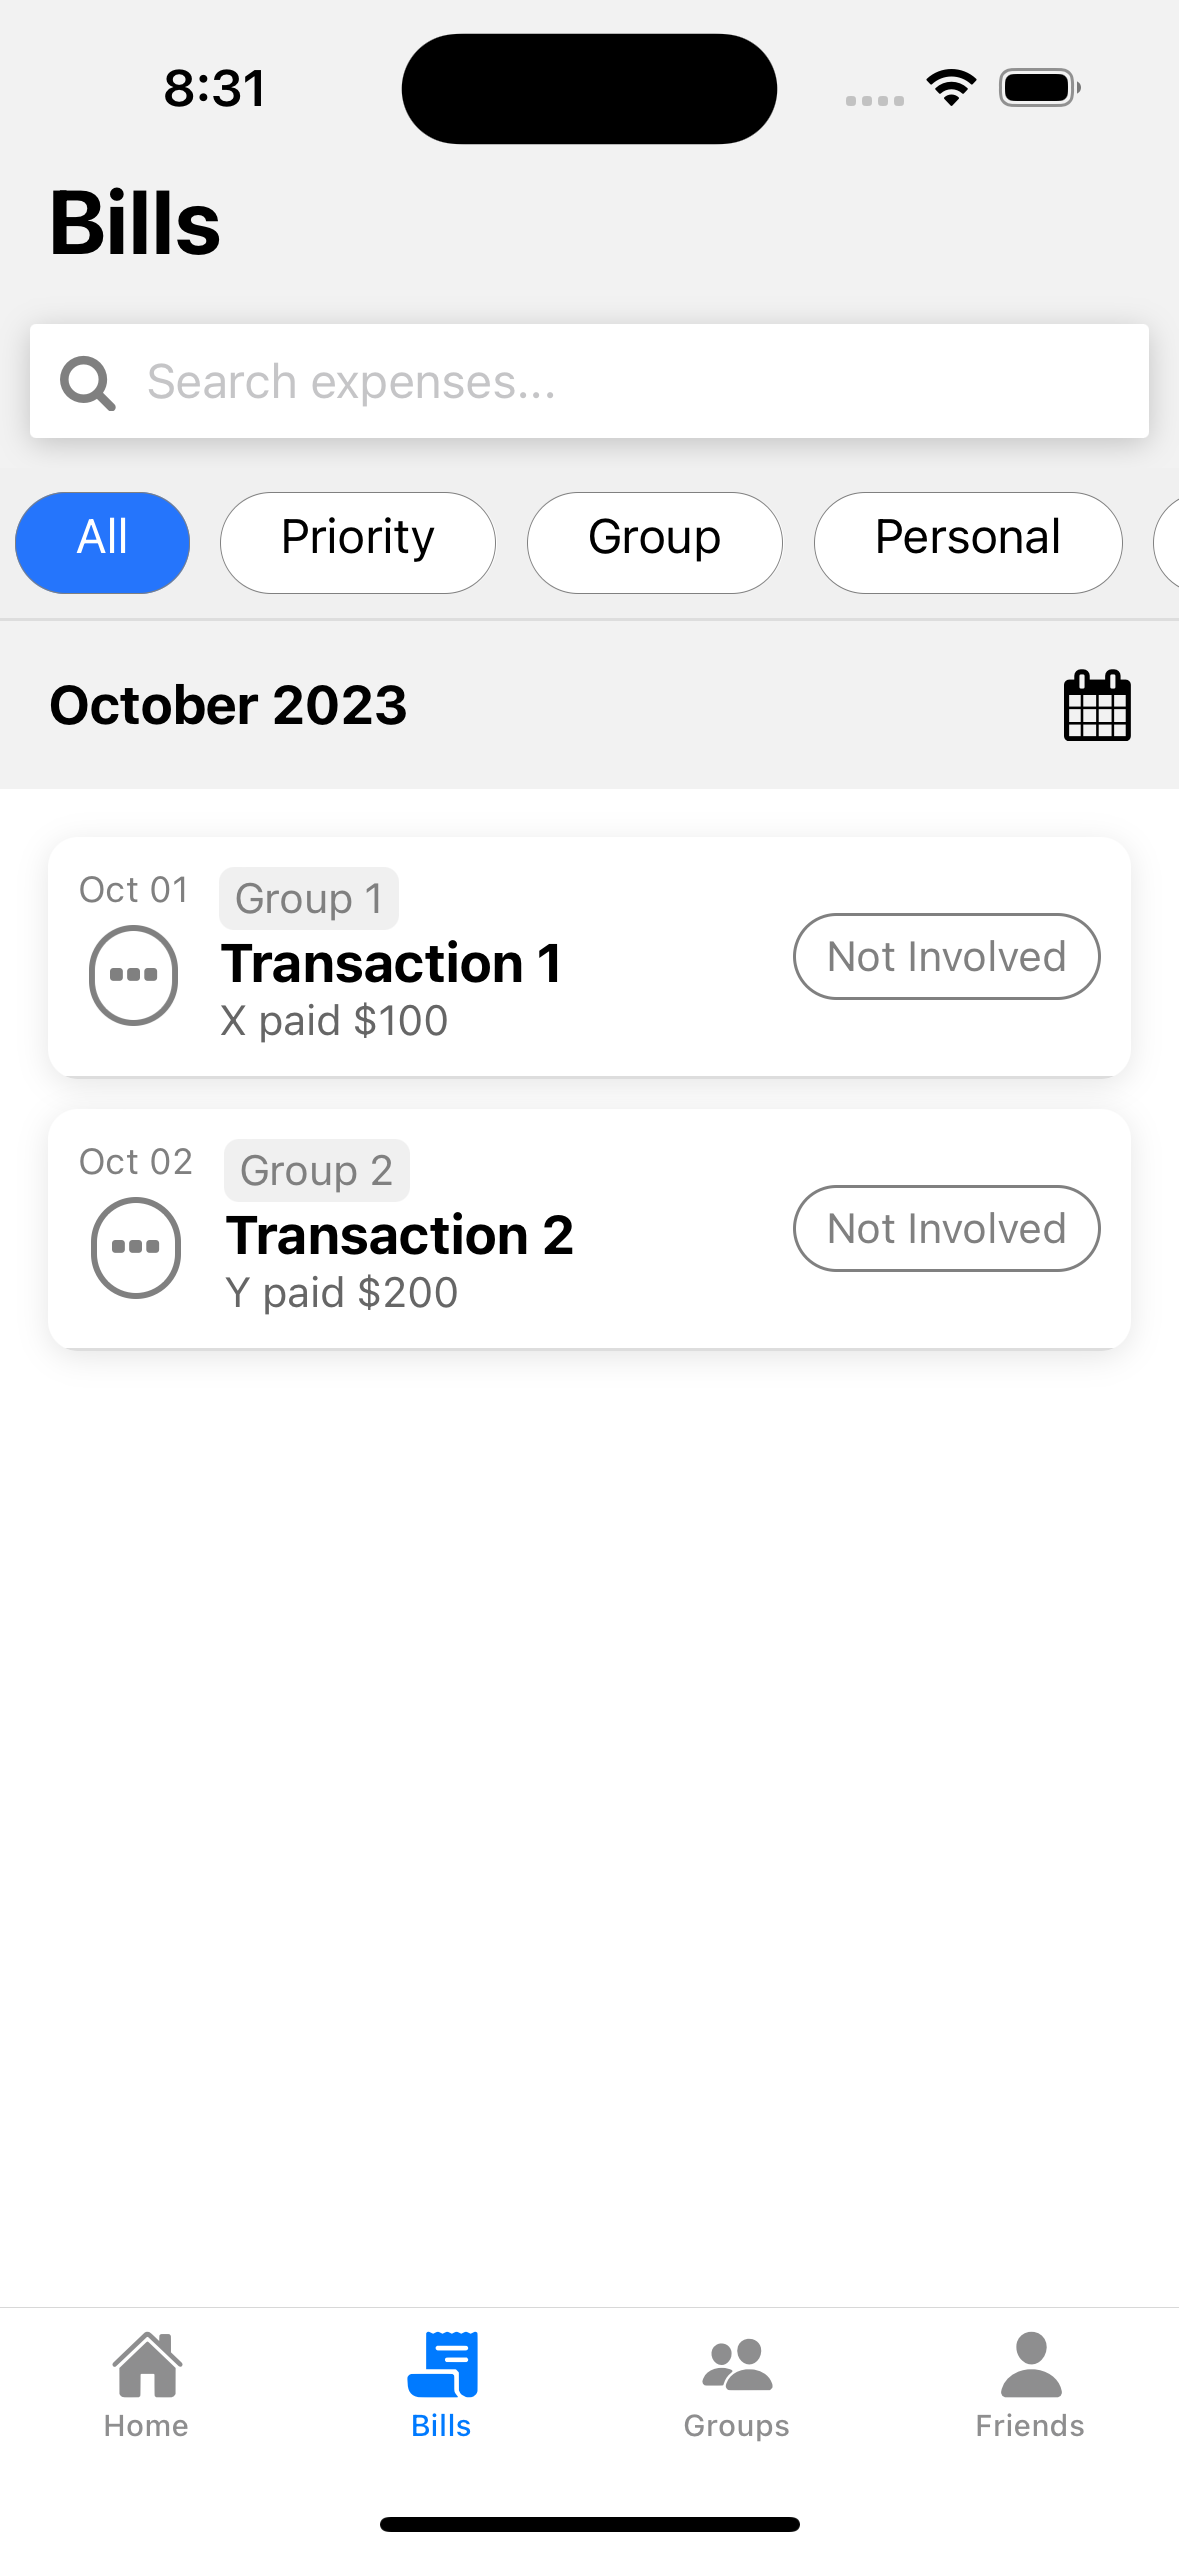 8:31
Bills
Search expenses...
All Priority Group Personal
October 2023
Oct 01 Group 1
Transaction 1
X paid $100
Not Involved
Oct 02 Group 2
Transaction 2
Y paid $200
Not Involved
Home Bills Groups Friends